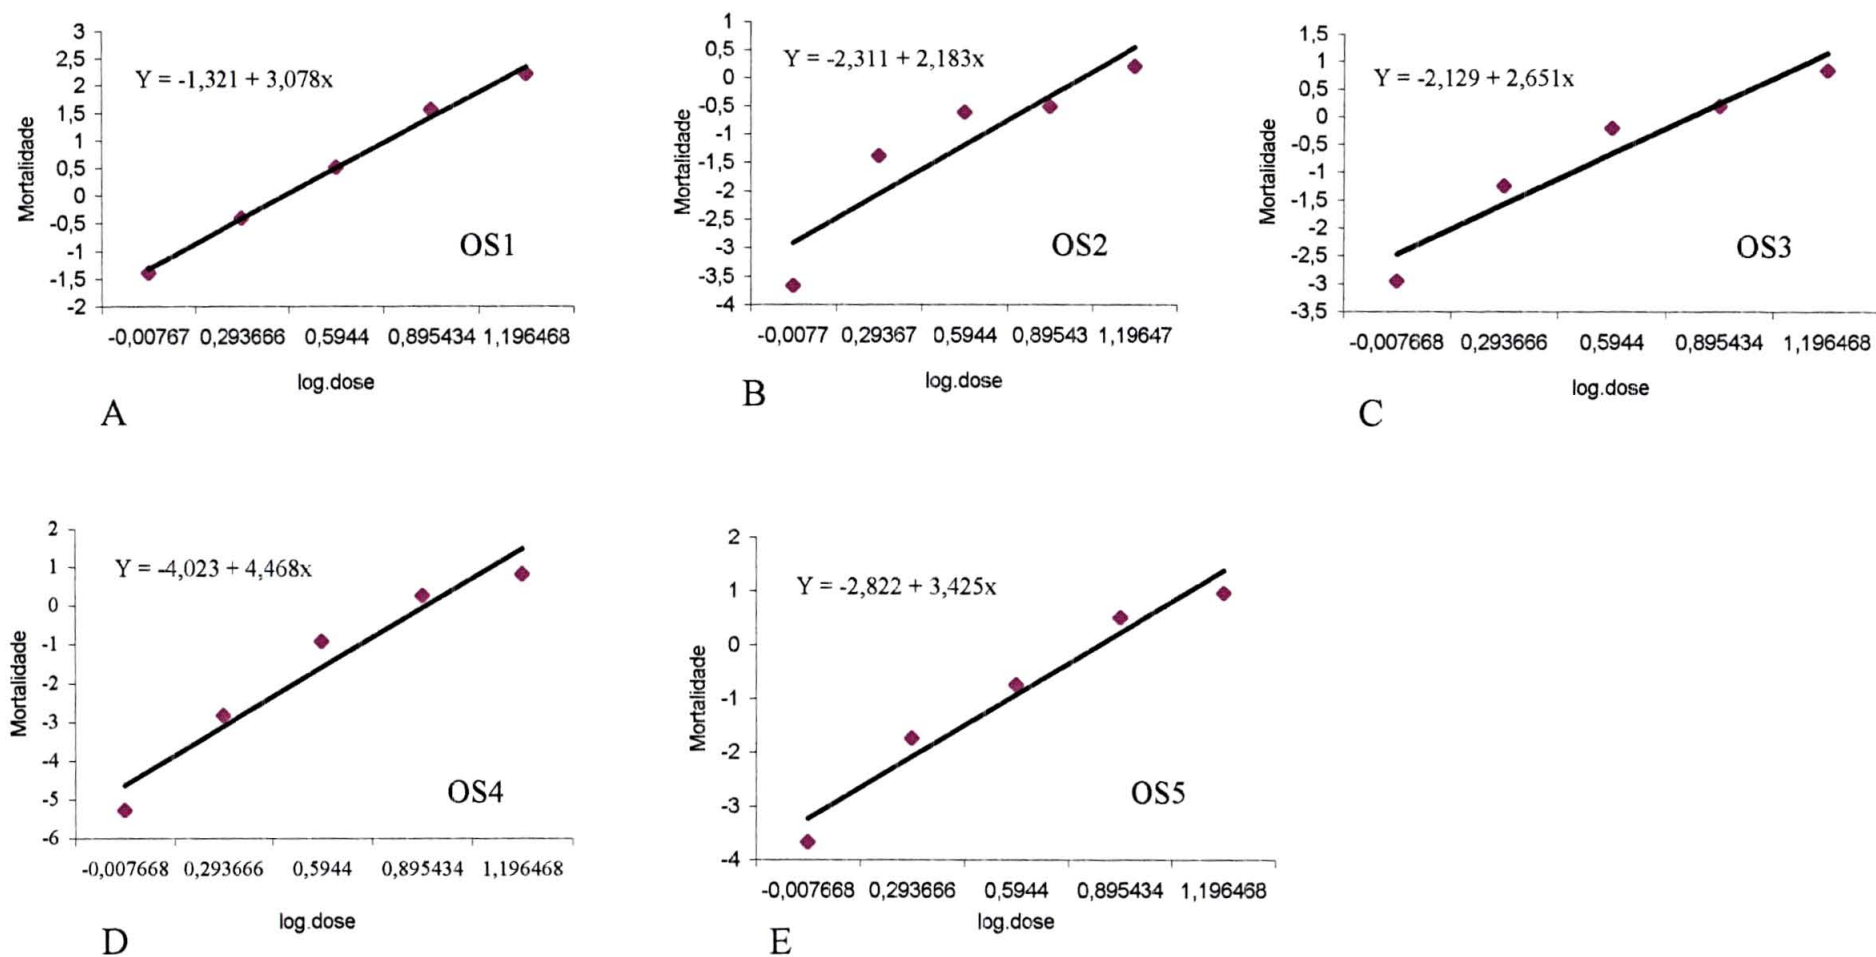 3
2,5
2
1,5
1
0,5
0
-0,5
-1
-1,5
-2
Mortalidade
Y = -1,321 + 3,078x
OS1
-0,00767 0,293666 0,5944 0,895434 1,196468
log.dose
A
1
0,5
0
-0,5
-1
-1,5
-2
-2,5
-3
-3,5
-4
Mortalidade
Y = -2,311 + 2,183x
OS2
-0,0077 0,29367 0,5944 0,89543 1,19647
log.dose
B
1,5
1
0,5
0
-0,5
-1
-1,5
-2
-2,5
-3
-3,5
Mortalidade
Y = -2,129 + 2,651x
OS3
-0,007668 0,293666 0,5944 0,895434 1,196468
log.dose
C
2
1
0
-1
-2
-3
-4
-5
-6
Mortalidade
Y = -4,023 + 4,468x
OS4
-0,007668 0,293666 0,5944 0,895434 1,196468
log.dose
D
2
1
0
-1
-2
-3
-4
Mortalidade
Y = -2,822 + 3,425x
OS5
-0,007668 0,293666 0,5944 0,895434 1,196468
log.dose
E